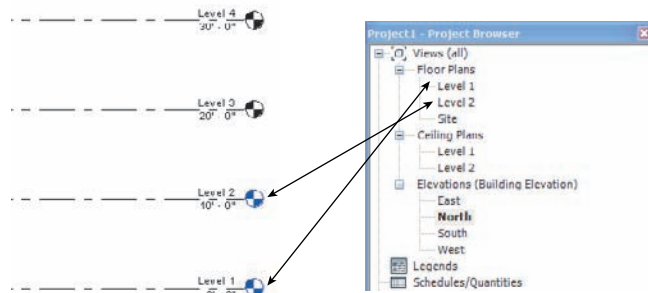 Level 4
30' - 0"
Level 3
20' - 0"
Level 2
10' - 0"
Level 1
Project1 - Project Browser
Views (all)
Floor Plans
Level 1
Level 2
Site
Ceiling Plans
Level 1
Level 2
Elevations (Building Elevation)
East
North
South
West
Legends
Schedules/Quantities